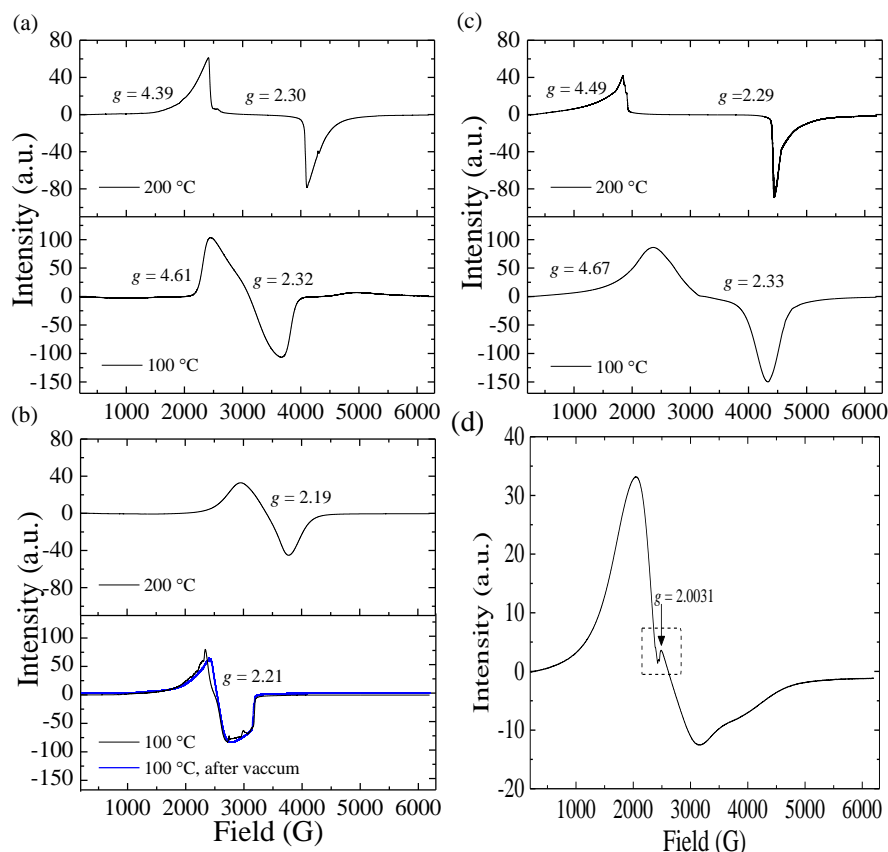 (a)
80
40
0
-40
-80
g = 4.39
g = 2.30
200 °C
100
50
0
-50
-100
-150
g = 4.61
g = 2.32
100 °C
Intensity (a.u.)
1000 2000 3000 4000 5000 6000
(c)
80
40
0
-40
-80
g = 4.49
g =2.29
200 °C
100
50
0
-50
-100
-150
g = 4.67
g = 2.33
100 °C
Intensity (a.u.)
1000 2000 3000 4000 5000 6000
(b)
80
40
0
-40
-80
g = 2.19
200 °C
Intensity (a.u.)
100
50
0
-50
-100
-150
g = 2.21
100 °C
100 °C, after vaccum
Intensity (a.u.)
1000 2000 3000 4000 5000 6000
Field (G)
(d)
40
30
20
10
0
-10
-20
g = 2.0031
Intensity (a.u.)
1000 2000 3000 4000 5000 6000
Field (G)